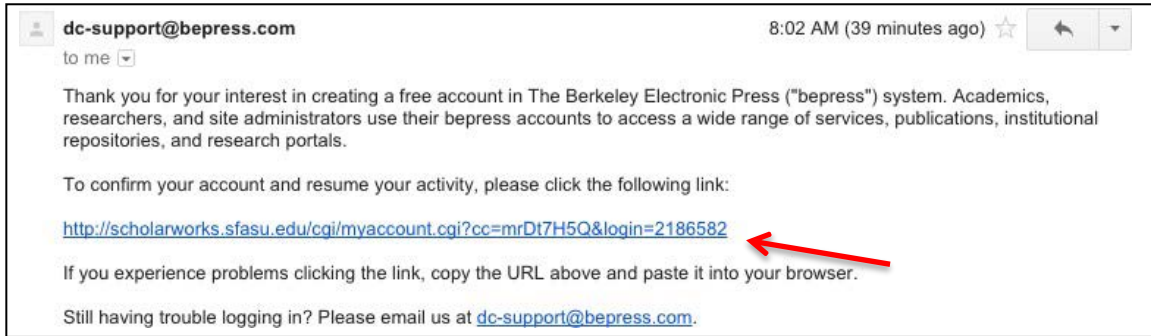 dc-support@bepress.com
8:02 AM (39 minutes ago)
to me
Thank you for your interest in creating a free account in The Berkeley Electronic Press ("bepress") system. Academics,
researchers, and site administrators use their bepress accounts to access a wide range of services, publications, institutional
repositories, and research portals.
To confirm your account and resume your activity, please click the following link:
http://scholarworks.sfasu.edu/cgi/myaccount.cgi?cc=mrDt7H5Q&login=2186582
If you experience problems clicking the link, copy the URL above and paste it into your browser.
Still having trouble logging in? Please email us at dc-support@bepress.com.